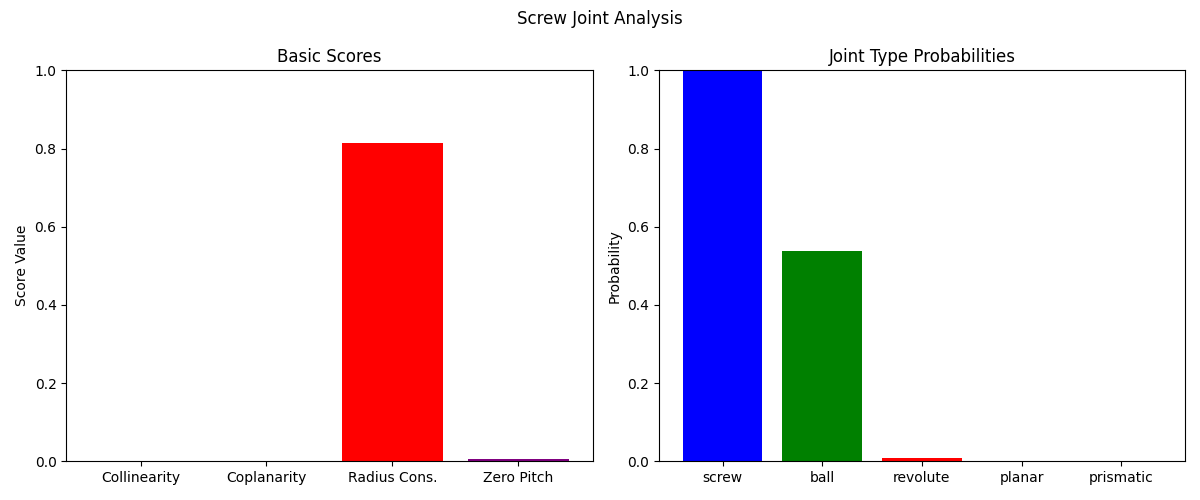 Screw Joint Analysis
Basic Scores
Score Value
1.0
0.8
0.6
0.4
0.2
0.0
Collinearity
Coplanarity
Radius Cons.
Zero Pitch
Joint Type Probabilities
Probability
1.0
0.8
0.6
0.4
0.2
0.0
screw
ball
revolute
planar
prismatic